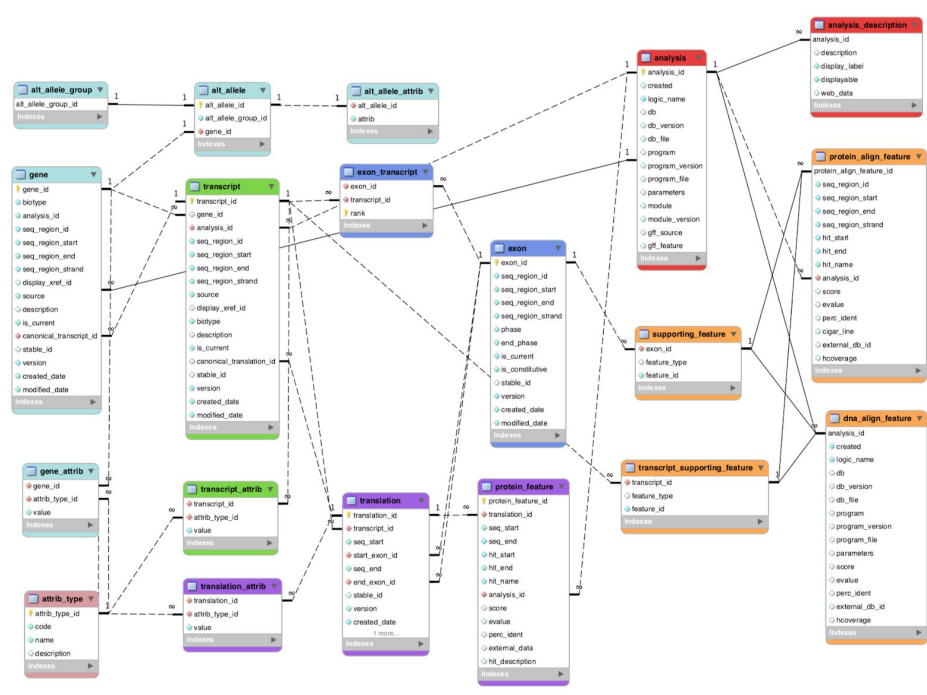 alt_allele_group
alt_allele_group_id
Indexes
alt_allele
alt_allele_id
alt_allele_group_id
gene_id
Indexes
alt_allele_attrib
alt_allele_id
attrib
Indexes
analysis
analysis_id
created
logic_name
db
db_version
db_file
program
program_version
program_file
parameters
module
module_version
gff_source
gff_feature
Indexes
analysis_description
analysis_id
description
display_label
displayable
web_data
Indexes
gene
gene_id
biotype
analysis_id
seq_region_id
seq_region_start
seq_region_end
seq_region_strand
display_xref_id
source
description
is_current
canonical_transcript_id
stable_id
version
created_date
modified_date
Indexes
transcript
transcript_id
gene_id
analysis_id
seq_region_id
seq_region_start
seq_region_end
seq_region_strand
source
display_xref_id
biotype
description
is_current
canonical_translation_id
stable_id
version
created_date
modified_date
Indexes
exon_transcript
exon_id
transcript_id
rank
Indexes
exon
exon_id
seq_region_id
seq_region_start
seq_region_end
seq_region_strand
phase
end_phase
is_current
is_constitutive
stable_id
version
created_date
modified_date
Indexes
protein_align_feature
protein_align_feature_id
seq_region_id
seq_region_start
seq_region_end
seq_region_strand
hit_start
hit_end
hit_name
analysis_id
score
evalue
perc_ident
cigar_line
external_db_id
hcoverage
Indexes
supporting_feature
exon_id
feature_type
feature_id
Indexes
gene_attrib
gene_id
attrib_type_id
value
Indexes
transcript_attrib
transcript_id
attrib_type_id
value
Indexes
translation
translation_id
transcript_id
seq_start
start_exon_id
seq_end
end_exon_id
stable_id
version
created_date
1 more...
Indexes
protein_feature
protein_feature_id
translation_id
seq_start
seq_end
hit_start
hit_end
hit_name
analysis_id
score
evalue
perc_ident
external_data
hit_description
Indexes
transcript_supporting_feature
transcript_id
feature_type
feature_id
Indexes
dna_align_feature
analysis_id
created
logic_name
db
db_version
db_file
program
program_version
program_file
parameters
score
evalue
perc_ident
external_db_id
hcoverage
Indexes
attrib_type
attrib_type_id
code
name
description
Indexes
translation_attrib
translation_id
attrib_type_id
value
Indexes